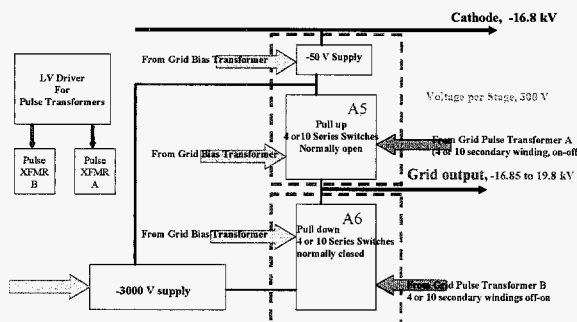 Cathode, -16.8 kV
From Grid Bias Transformer
-50 V Supply
LV Driver
For
Pulse Transformers
Voltage per Stage, 300 V
A5
Pull up
4 or 10 Series Switches
Normally open
From Grid Pulse Transformer A
(4 or 10 secondary winding, on-off
From Grid Bias Transformer
Pulse
XFMR
B
Pulse
XFMR
A
Grid output, -16.85 to 19.8 kV
A6
Pull down
4 or 10 Series Switches
normally closed
From Grid Bias Transformer
-3000 V supply
From Grid Pulse Transformer B
4 or 10 secondary windings off-on